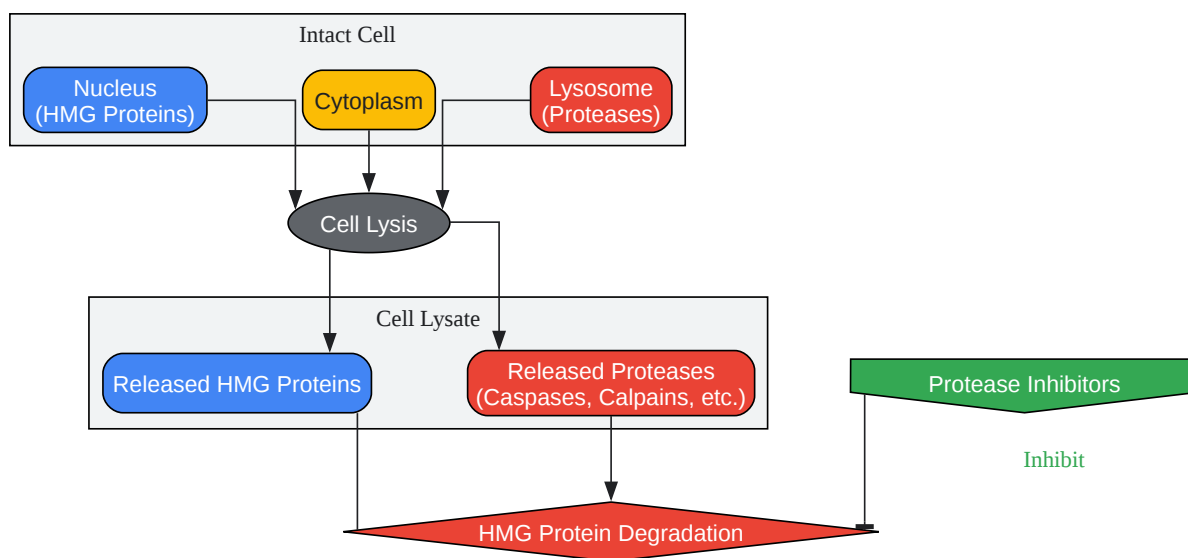 Intact Cell
Nucleus
(HMG Proteins)
Cytoplasm
Lysosome
(Proteases)
Cell Lysis
Cell Lysate
Released HMG Proteins
Released Proteases
(Caspases, Calpains, etc.)
Protease Inhibitors
Inhibit
HMG Protein Degradation